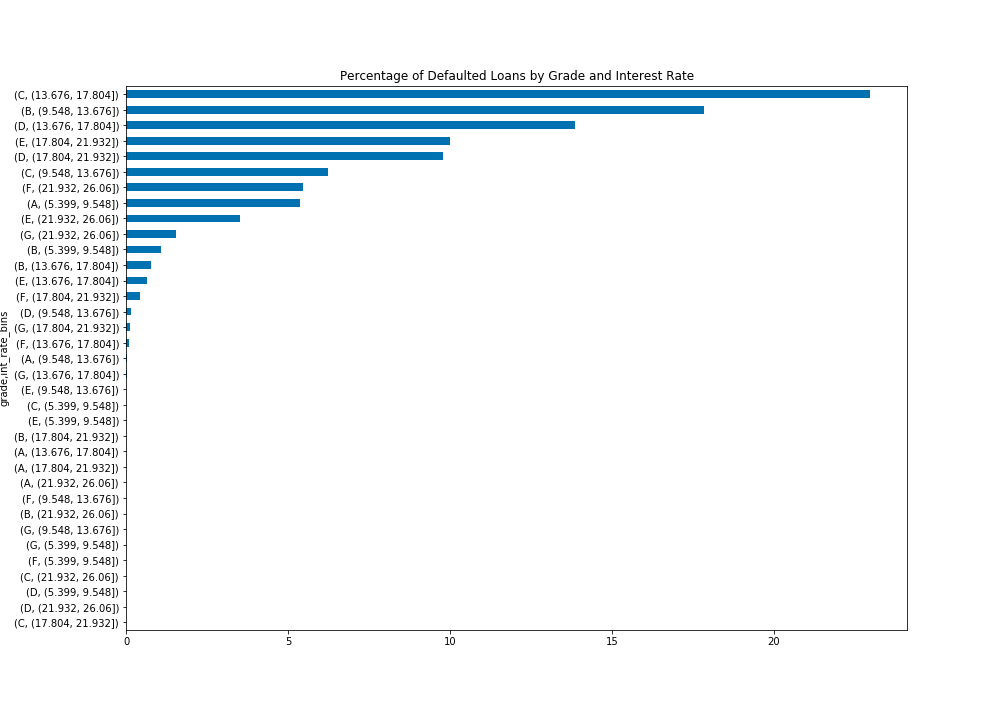 Percentage of Defaulted Loans by Grade and Interest Rate
(C, (13.676, 17.804])
(B, (9.548, 13.676])
(D, (13.676, 17.804])
(E, (17.804, 21.932])
(D, (17.804, 21.932])
(C, (9.548, 13.676])
(F, (21.932, 26.06])
(A, (5.399, 9.548])
(E, (21.932, 26.06])
(G, (21.932, 26.06])
(B, (5.399, 9.548])
(B, (13.676, 17.804])
(E, (13.676, 17.804])
(F, (17.804, 21.932])
(D, (9.548, 13.676])
(G, (17.804, 21.932])
(F, (13.676, 17.804])
(A, (9.548, 13.676])
(G, (13.676, 17.804])
(E, (9.548, 13.676])
(C, (5.399, 9.548])
(E, (5.399, 9.548])
(B, (17.804, 21.932])
(A, (13.676, 17.804])
(A, (17.804, 21.932])
(A, (21.932, 26.06])
(F, (9.548, 13.676])
(B, (21.932, 26.06])
(G, (9.548, 13.676])
(G, (5.399, 9.548])
(F, (5.399, 9.548])
(C, (21.932, 26.06])
(D, (5.399, 9.548])
(D, (21.932, 26.06])
(C, (17.804, 21.932])
grade,int_rate_bins
0 5 10 15 20